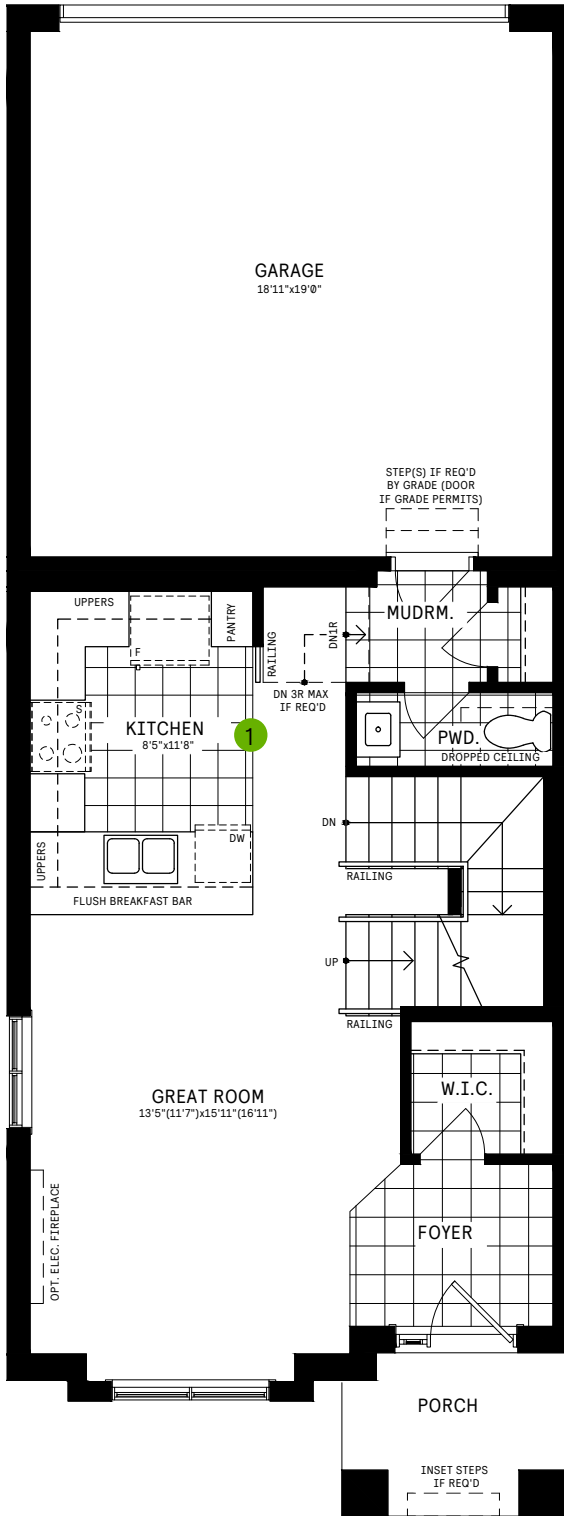 GARAGE
18'11"x19'0"
STEP(S) IF REQ'D
BY GRADE (DOOR
IF GRADE PERMITS)
UPPERS
PANTRY
F
RAILING
DN1R
MUDRM.
DN 3R MAX
IF REQ'D
S
KITCHEN
8'5"x11'8"
1
PWD.
DROPPED CEILING
DN
DW
UPPERS
RAILING
FLUSH BREAKFAST BAR
UP
RAILING
GREAT ROOM
13'5"(11'7")x15'11"(16'11")
W.I.C.
OPT. ELEC. FIREPLACE
FOYER
PORCH
INSET STEPS
IF REQ'D